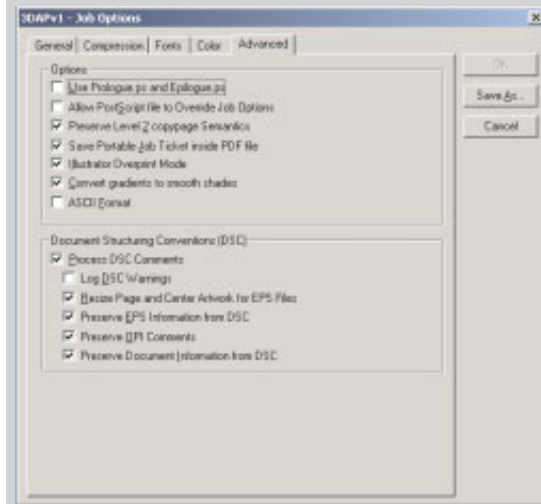 3DAPv1 - Job Options
General Compression Fonts Color Advanced
Options
Use Prologue.ps and Epilogue.ps
Allow PostScript file to Override Job Options
Preserve Level 2 copypage Semantics
Save Portable Job Ticket inside PDF file
Illustrator Overprint Mode
Convert gradients to smooth shades
ASCII Format
Document Structuring Conventions (DSC)
Process DSC Comments
Log DSC Warnings
Resize Page and Center Artwork for EPS Files
Preserve EPS Information from DSC
Preserve OPI Comments
Preserve Document Information from DSC
OK
Save As...
Cancel